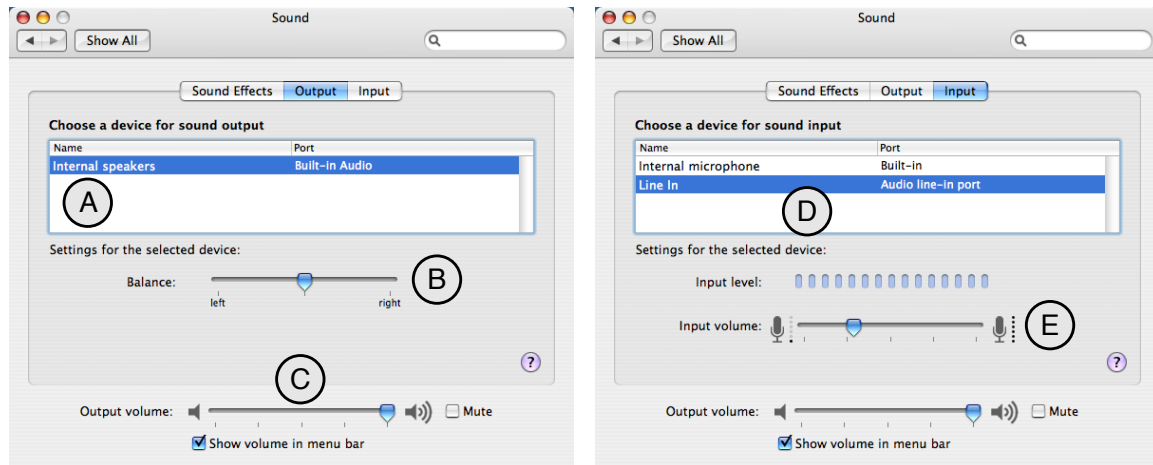 Sound
Show All
Sound Effects Output Input
Choose a device for sound output
Name Port
Internal speakers Built-in Audio
A
Settings for the selected device:
Balance: B
left right
?
C
Output volume: Mute
Show volume in menu bar
Sound
Show All
Sound Effects Output Input
Choose a device for sound input
Name Port
Internal microphone Built-in
Line In Audio line-in port
D
Settings for the selected device:
Input level:
Input volume: E
?
Output volume: Mute
Show volume in menu bar